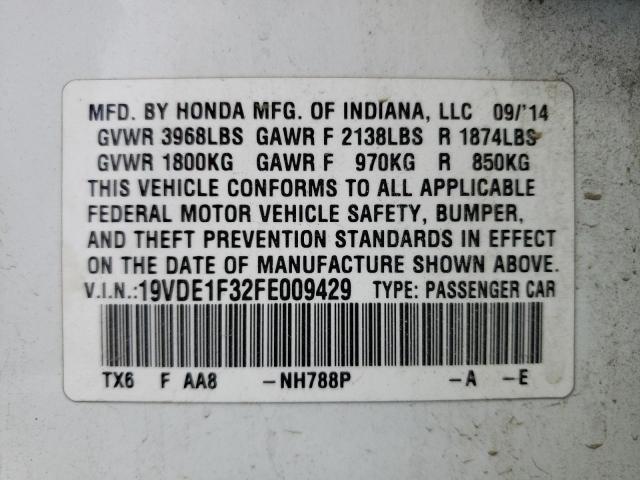 MFD. BY HONDA MFG. OF INDIANA, LLC 09/'14
GVWR 3968LBS GAWR F 2138LBS R 1874LBS
GVWR 1800KG GAWR F 970KG R 850KG
THIS VEHICLE CONFORMS TO ALL APPLICABLE
FEDERAL MOTOR VEHICLE SAFETY, BUMPER,
AND THEFT PREVENTION STANDARDS IN EFFECT
ON THE DATE OF MANUFACTURE SHOWN ABOVE.
V.I.N.:19VDE1F32FE009429 TYPE: PASSENGER CAR
TX6 F AA8 -NH788P -A -E